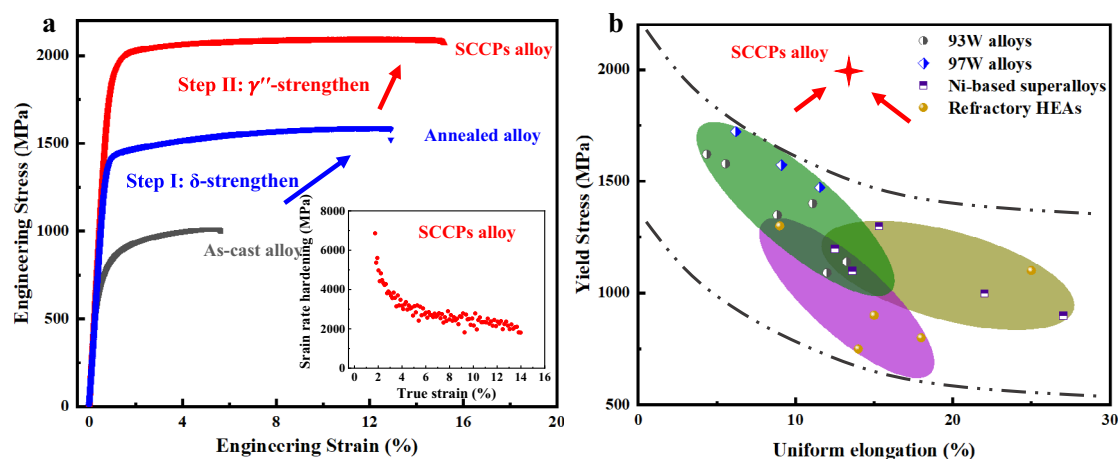 a
Engineering Stress (MPa)
2000
1500
1000
500
0
0
4
8
12
16
20
Engineering Strain (%)
SCCPs alloy
Step II: γ′′-strengthen
Annealed alloy
Step I: δ-strengthen
As-cast alloy
Srain rate hardening (MPa)
8000
6000
4000
2000
0
SCCPs alloy
0 2 4 6 8 10 12 14 16
True strain (%)
b
Yield Stress (MPa)
2000
1500
1000
500
10
20
30
Uniform elongation (%)
SCCPs alloy
93W alloys
97W alloys
Ni-based superalloys
Refractory HEAs